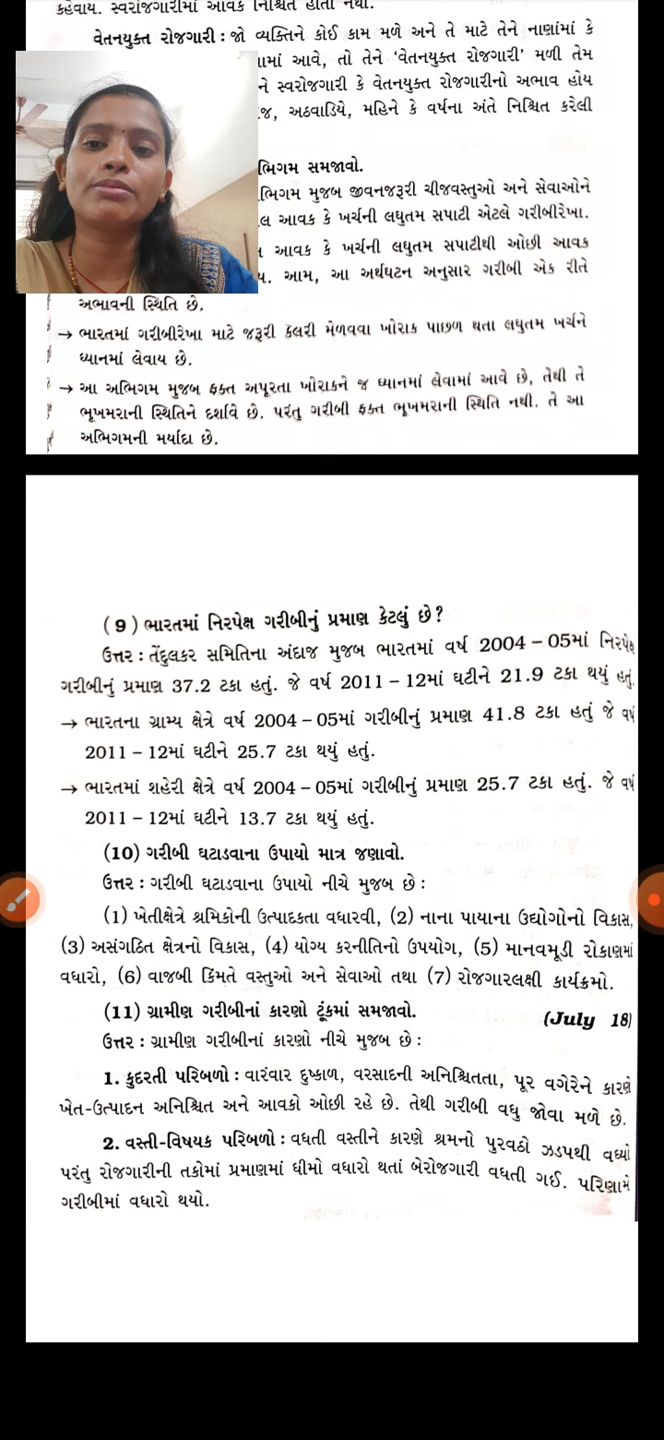 કહેવાય. સ્વરોજગારીમાં આવક નિશ્ચિત હોતી નથી.
વેતનયુક્ત રોજગારી : જો વ્યક્તિને કોઈ કામ મળે અને તે માટે તેને નાણાંમાં કે
ામાં આવે, તો તેને ‘વેતનયુક્ત રોજગારી’ મળી તેમ
ને સ્વરોજગારી કે વેતનયુક્ત રોજગારીનો અભાવ હોય
જ, અઠવાડિયે, મહિને કે વર્ષના અંતે નિશ્ચિત કરેલી
ભિગમ સમજાવો.
ભિગમ મુજબ જીવનજરૂરી ચીજવસ્તુઓ અને સેવાઓને
લ આવક કે ખર્ચની લઘુતમ સપાટી એટલે ગરીબીરેખા.
ન આવક કે ખર્ચની લઘુતમ સપાટીથી ઓછી આવક
ય. આમ, આ અર્થઘટન અનુસાર ગરીબી એક રીતે
અભાવની સ્થિતિ છે.
→ ભારતમાં ગરીબીરેખા માટે જરૂરી કૅલરી મેળવવા ખોરાક પાછળ થતા લઘુતમ ખર્ચને
ધ્યાનમાં લેવાય છે.
→ આ અભિગમ મુજબ ફક્ત અપૂરતા ખોરાકને જ ધ્યાનમાં લેવામાં આવે છે, તેથી તે
ભૂખમરાની સ્થિતિને દર્શાવે છે. પરંતુ ગરીબી ફક્ત ભૂખમરાની સ્થિતિ નથી. તે આ
અભિગમની મર્યાદા છે.
(9) ભારતમાં નિરપેક્ષ ગરીબીનું પ્રમાણ કેટલું છે?
ઉત્તર : તેંદુલકર સમિતિના અંદાજ મુજબ ભારતમાં વર્ષ 2004 – 05માં નિરપેક્ષ
ગરીબીનું પ્રમાણ 37.2 ટકા હતું. જે વર્ષ 2011 – 12માં ઘટીને 21.9 ટકા થયું હતું.
→ ભારતના ગ્રામ્ય ક્ષેત્રે વર્ષ 2004 – 05માં ગરીબીનું પ્રમાણ 41.8 ટકા હતું જે વર્ષ
2011 – 12માં ઘટીને 25.7 ટકા થયું હતું.
→ ભારતમાં શહેરી ક્ષેત્રે વર્ષ 2004 – 05માં ગરીબીનું પ્રમાણ 25.7 ટકા હતું. જે વર્ષ
2011 – 12માં ઘટીને 13.7 ટકા થયું હતું.
(10) ગરીબી ઘટાડવાના ઉપાયો માત્ર જણાવો.
ઉત્તર : ગરીબી ઘટાડવાના ઉપાયો નીચે મુજબ છે :
(1) ખેતીક્ષેત્રે શ્રમિકોની ઉત્પાદકતા વધારવી, (2) નાના પાયાના ઉદ્યોગોનો વિકાસ,
(3) અસંગઠિત ક્ષેત્રનો વિકાસ, (4) યોગ્ય કરનીતિનો ઉપયોગ, (5) માનવમૂડી રોકાણમાં
વધારો, (6) વાજબી કિંમતે વસ્તુઓ અને સેવાઓ તથા (7) રોજગારલક્ષી કાર્યક્રમો.
(11) ગ્રામીણ ગરીબીનાં કારણો ટૂંકમાં સમજાવો. (July 18)
ઉત્તર : ગ્રામીણ ગરીબીનાં કારણો નીચે મુજબ છે :
1. કુદરતી પરિબળો : વારંવાર દુષ્કાળ, વરસાદની અનિશ્ચિતતા, પૂર વગેરેને કારણે
ખેત-ઉત્પાદન અનિશ્ચિત અને આવકો ઓછી રહે છે. તેથી ગરીબી વધુ જોવા મળે છે.
2. વસ્તી-વિષયક પરિબળો : વધતી વસ્તીને કારણે શ્રમનો પુરવઠો ઝડપથી વધ્યો
પરંતુ રોજગારીની તકોમાં પ્રમાણમાં ધીમો વધારો થતાં બેરોજગારી વધતી ગઈ. પરિણામે
ગરીબીમાં વધારો થયો.